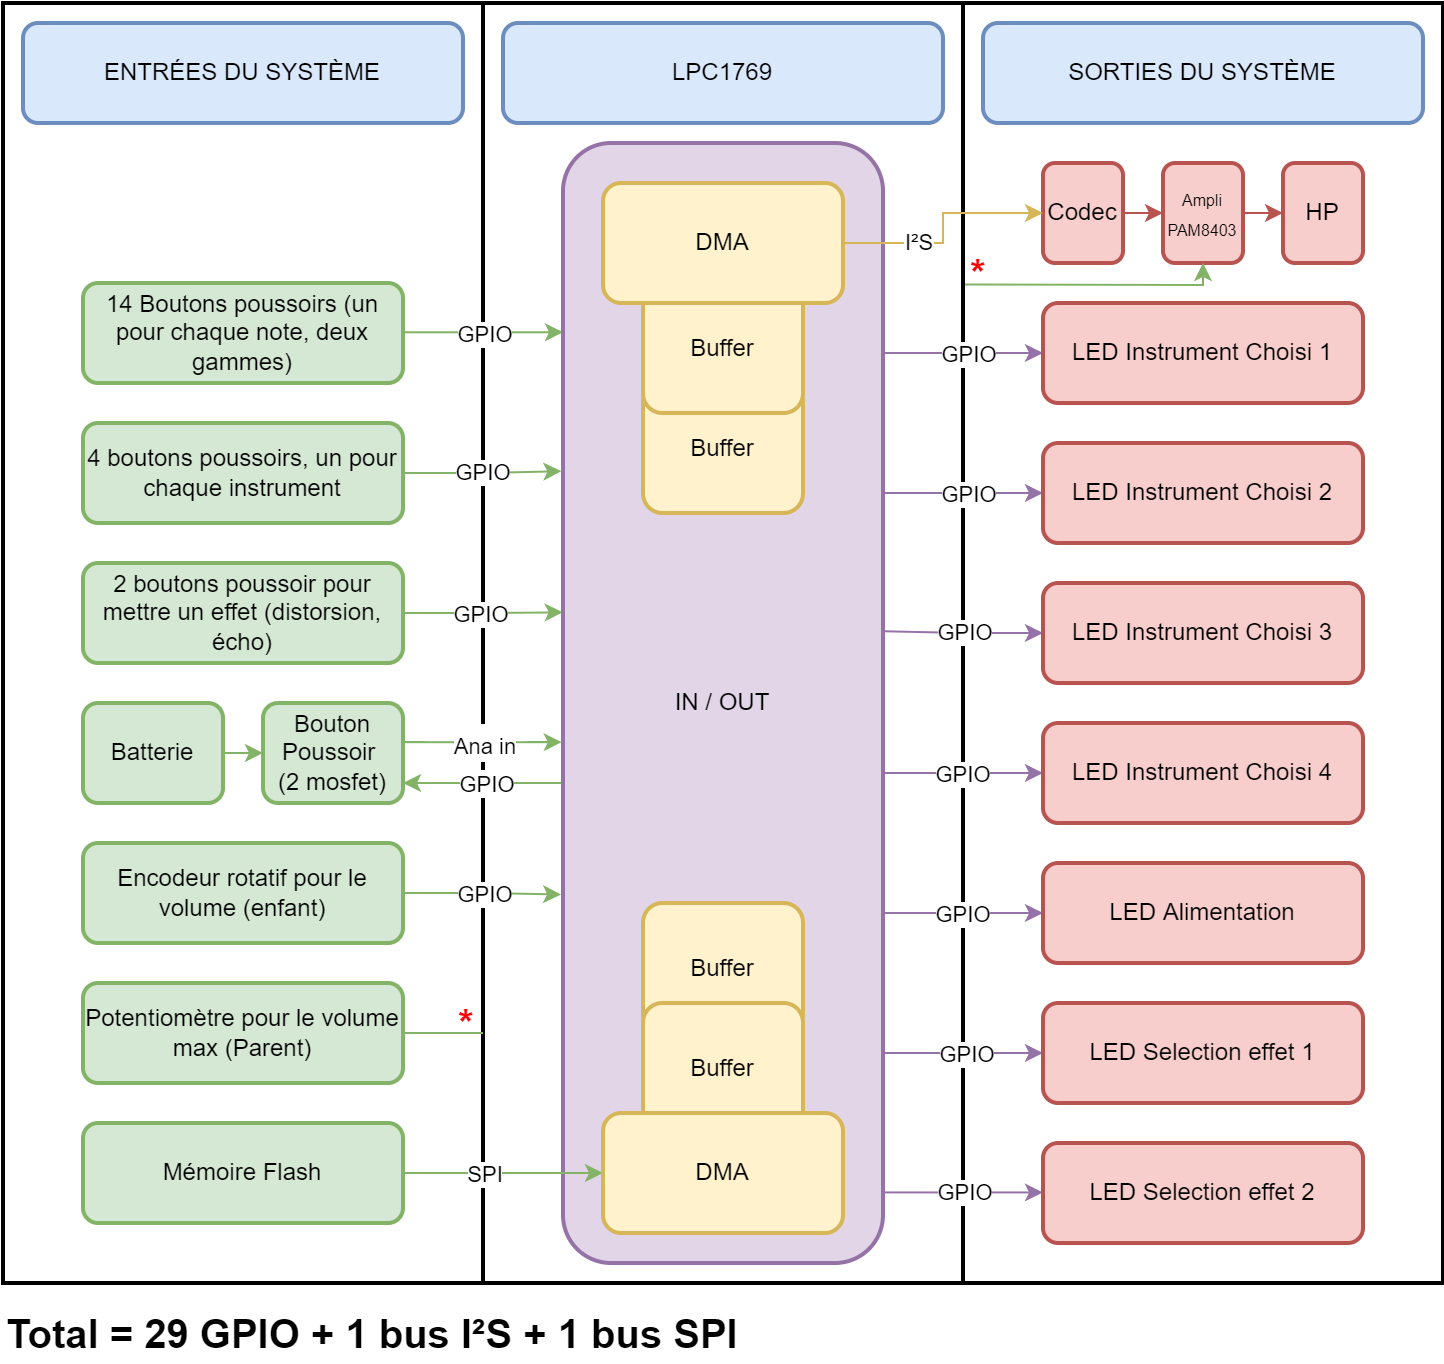 ENTRÉES DU SYSTÈME
LPC1769
SORTIES DU SYSTÈME
DMA
I²S
Codec
Ampli
PAM8403
HP
*
14 Boutons poussoirs (un
pour chaque note, deux
gammes)
GPIO
Buffer
GPIO
LED Instrument Choisi 1
4 boutons poussoirs, un pour
chaque instrument
GPIO
Buffer
GPIO
LED Instrument Choisi 2
2 boutons poussoir pour
mettre un effet (distorsion,
écho)
GPIO
GPIO
LED Instrument Choisi 3
IN / OUT
Batterie
Bouton
Poussoir
(2 mosfet)
Ana in
GPIO
GPIO
LED Instrument Choisi 4
Encodeur rotatif pour le
volume (enfant)
GPIO
GPIO
LED Alimentation
Buffer
Potentiomètre pour le volume
max (Parent)
*
Buffer
GPIO
LED Selection effet 1
Mémoire Flash
SPI
DMA
GPIO
LED Selection effet 2
Total = 29 GPIO + 1 bus I²S + 1 bus SPI